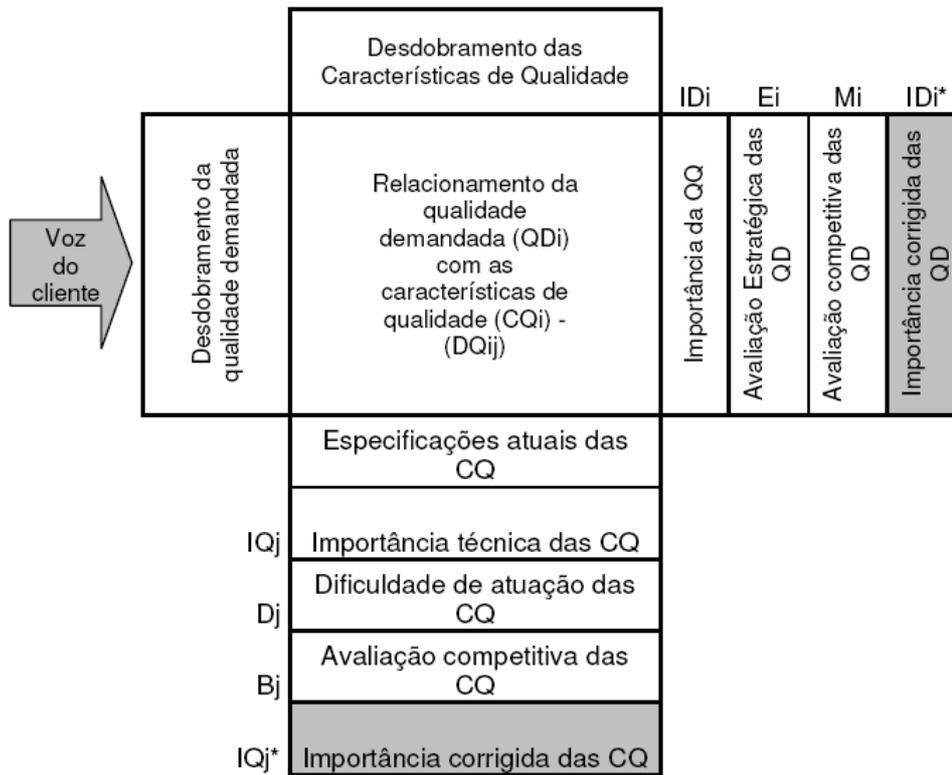 Desdobramento das
Características de Qualidade
IDi Ei Mi IDi*
Voz
do
cliente
Desdobramento da
qualidade demandada
Relacionamento da
qualidade
demandada (QDi)
com as
características de
qualidade (CQi) -
(DQij)
Importância da QQ
Avaliação Estratégica das
QD
Avaliação competitiva das
QD
Importância corrigida das
QD
Especificações atuais das
CQ
IQj Importância técnica das CQ
Dificuldade de atuação das
Dj CQ
Avaliação competitiva das
Bj CQ
IQj* Importância corrigida das CQ